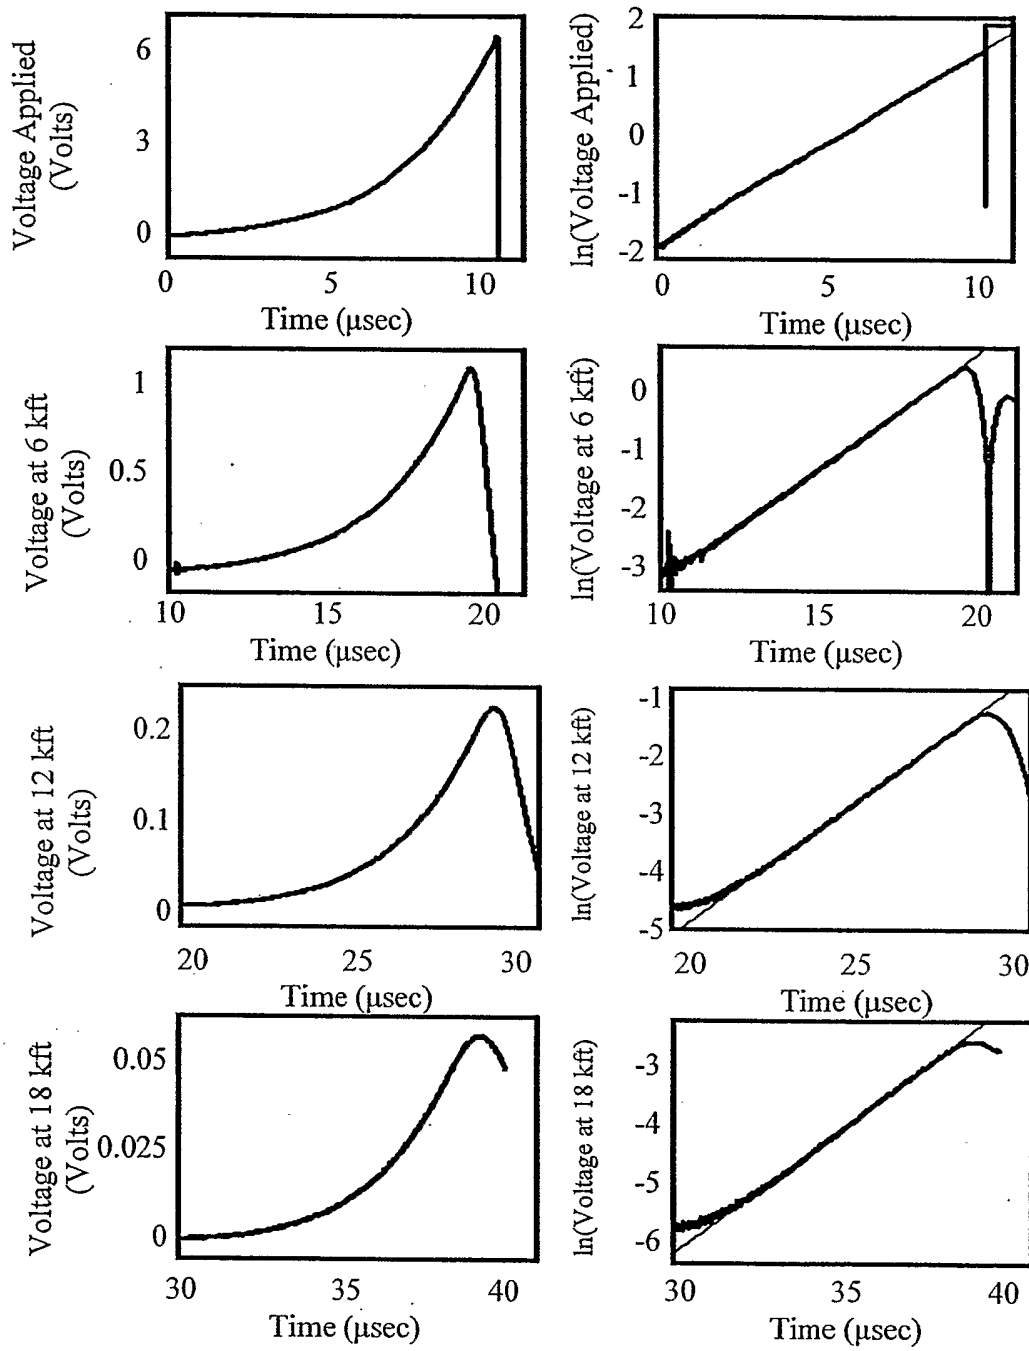 Voltage Applied
(Volts)
6
3
0
0 5 10
Time (μsec)
ln(Voltage Applied)
2
1
0
-1
-2
0 5 10
Time (μsec)
Voltage at 6 kft
(Volts)
1
0.5
0
10 15 20
Time (μsec)
ln(Voltage at 6 kft)
0
-1
-2
-3
10 15 20
Time (μsec)
Voltage at 12 kft
(Volts)
0.2
0.1
0
20 25 30
Time (μsec)
ln(Voltage at 12 kft)
-1
-2
-3
-4
-5
20 25 30
Time (μsec)
Voltage at 18 kft
(Volts)
0.05
0.025
0
30 35 40
Time (μsec)
ln(Voltage at 18 kft)
-3
-4
-5
-6
30 35 40
Time (μsec)